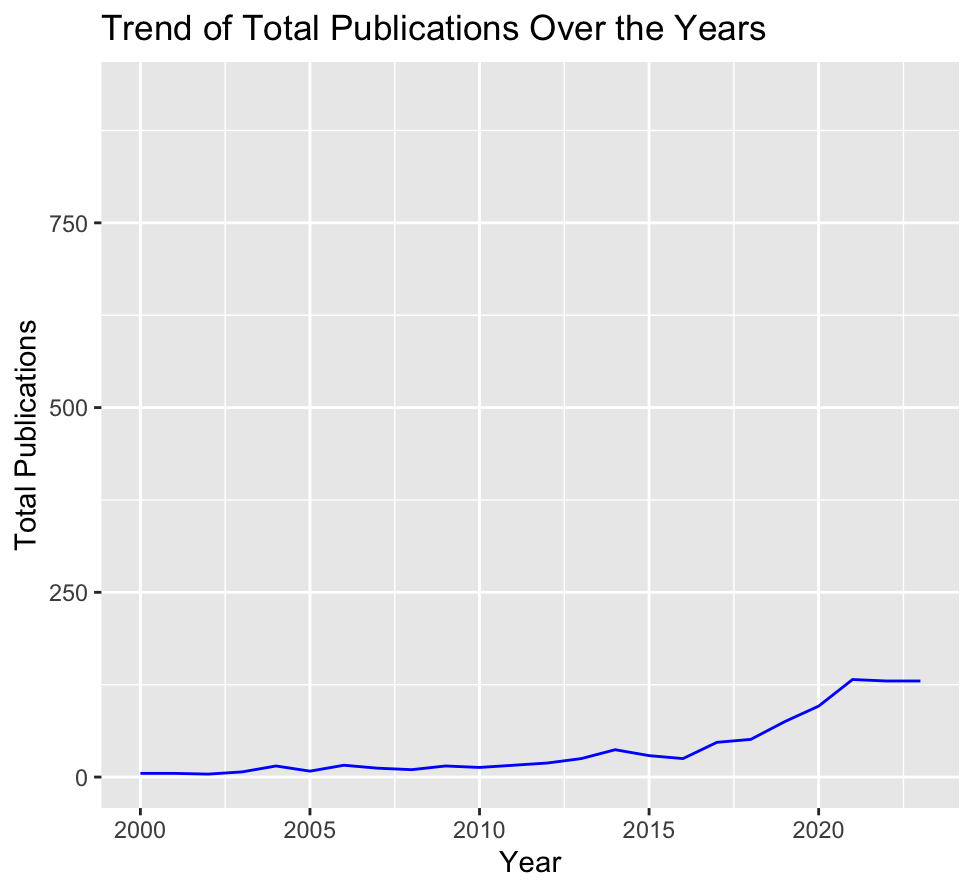 Trend of Total Publications Over the Years
Total Publications
750
500
250
0
2000 2005 2010 2015 2020
Year